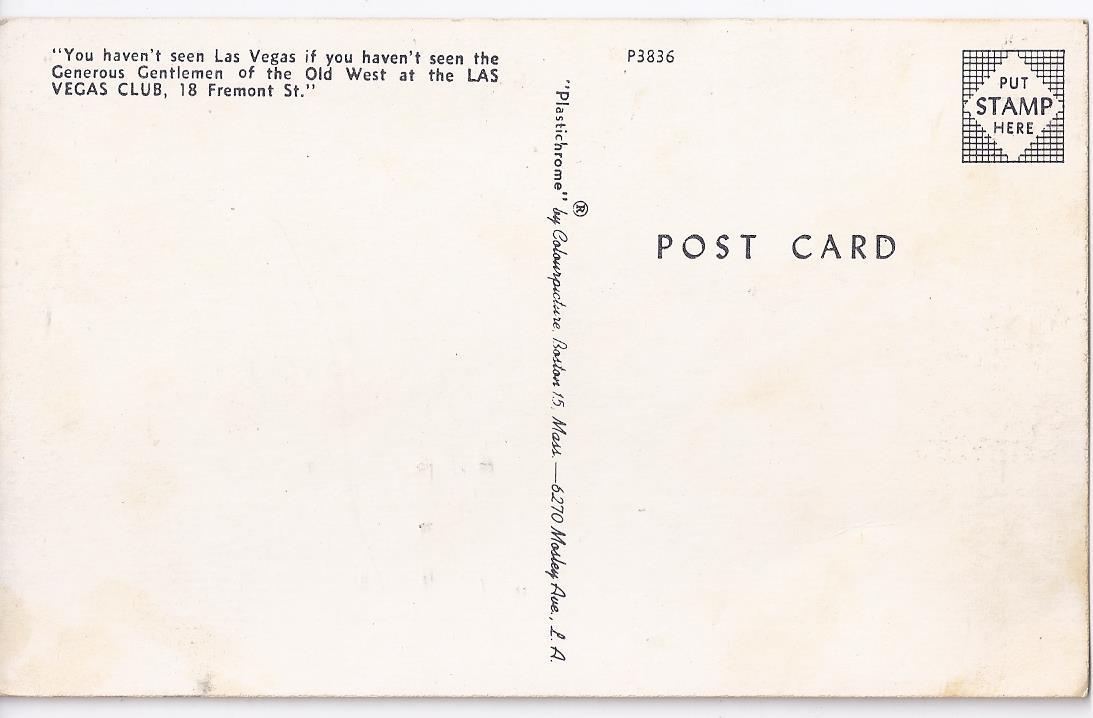 "You haven't seen Las Vegas if you haven't seen the
Generous Gentlemen of the Old West at the LAS
VEGAS CLUB, 18 Fremont St."
"Plastichrome" ® by Colourpicture, Boston 15, Mass. — 6270 Mosley Ave., L. A.
P3836
PUT
STAMP
HERE
POST CARD